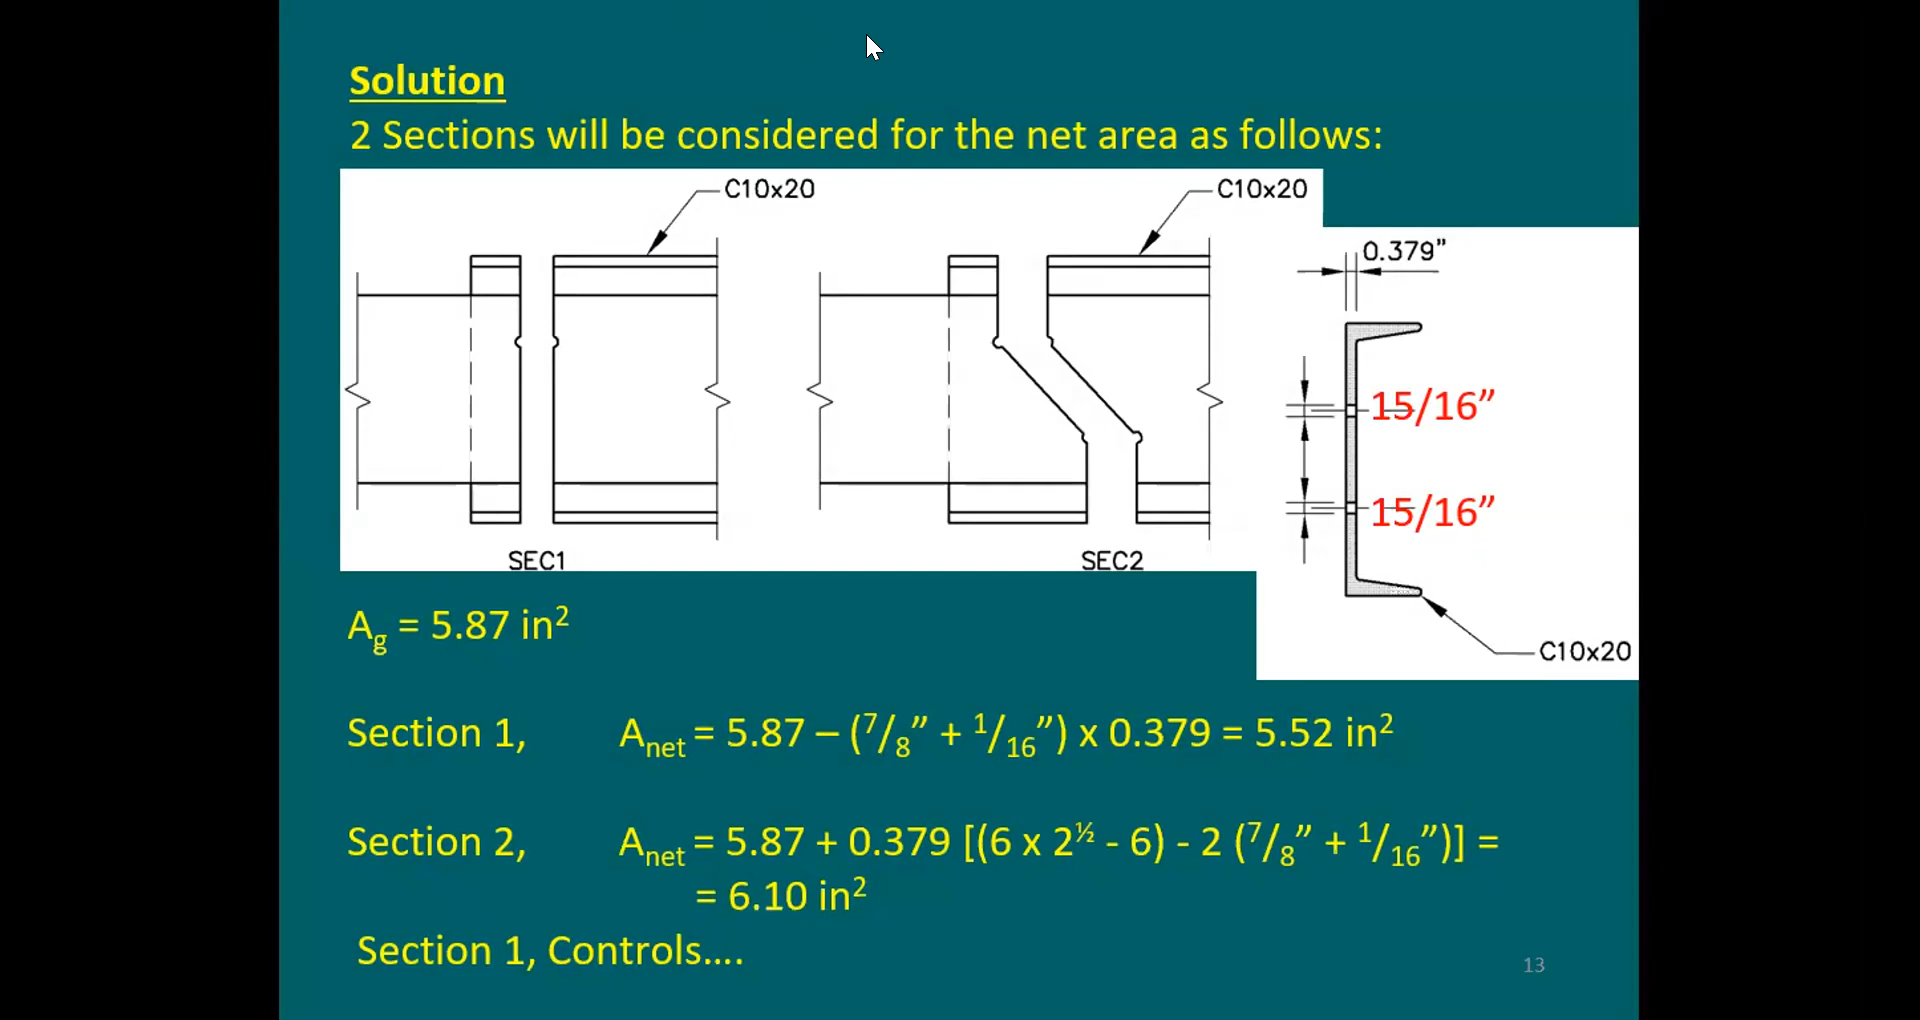 Solution
2 Sections will be considered for the net area as follows:
C10x20
C10x20
0.379”
15/16”
15/16”
SEC1
SEC2
C10x20
Ag = 5.87 in²
Section 1, Anet = 5.87 – (7/8” + 1/16”) x 0.379 = 5.52 in²
Section 2, Anet = 5.87 + 0.379 [(6 x 2^½ - 6) - 2 (7/8” + 1/16”)] =
= 6.10 in²
Section 1, Controls....
13